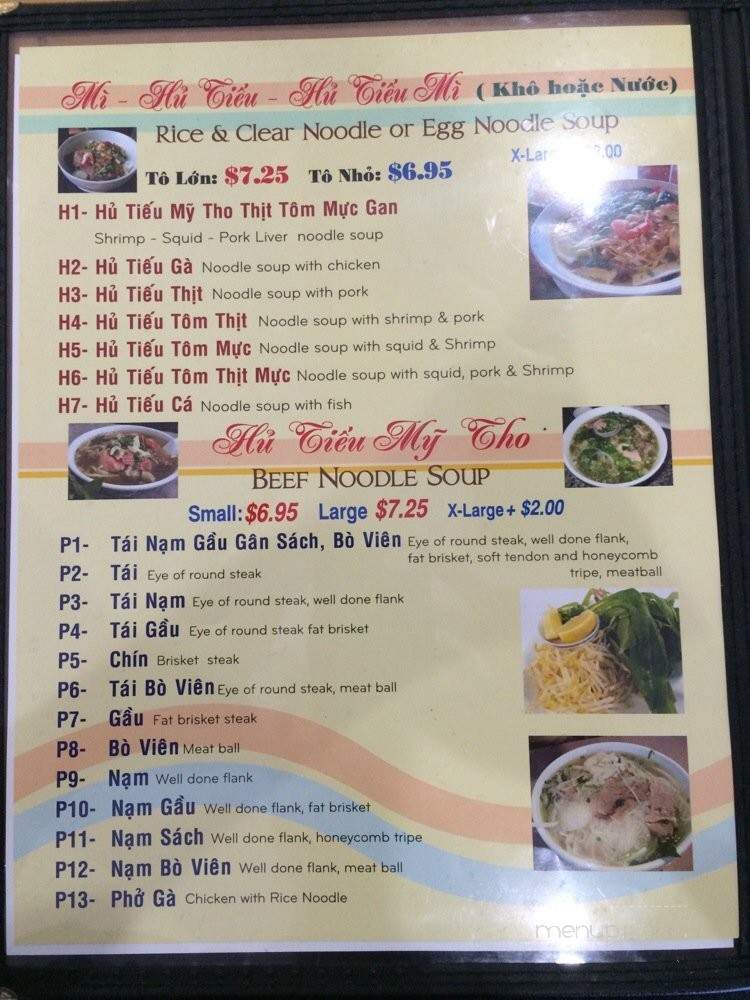 Mì - Hủ Tiếu - Hủ Tiếu Mì ( Khô hoặc Nước)
Rice & Clear Noodle or Egg Noodle Soup
Tô Lớn: $7.25 Tô Nhỏ: $6.95 .00
H1- Hủ Tiếu Mỹ Tho Thịt Tôm Mực Gan
Shrimp - Squid - Pork Liver noodle soup
H2- Hủ Tiếu Gà Noodle soup with chicken
H3- Hủ Tiếu Thịt Noodle soup with pork
H4- Hủ Tiếu Tôm Thịt Noodle soup with shrimp & pork
H5- Hủ Tiếu Tôm Mực Noodle soup with squid & Shrimp
H6- Hủ Tiếu Tôm Thịt Mực Noodle soup with squid, pork & Shrimp
H7- Hủ Tiếu Cá Noodle soup with fish
Hủ Tiếu Mỹ Tho
BEEF NOODLE SOUP
Small: $6.95 Large $7.25 X-Large + $2.00
P1- Tái Nạm Gầu Gân Sách, Bò Viên Eye of round steak, well done flank,
fat brisket, soft tendon and honeycomb
tripe, meatball
P2- Tái Eye of round steak
P3- Tái Nạm Eye of round steak, well done flank
P4- Tái Gầu Eye of round steak fat brisket
P5- Chín Brisket steak
P6- Tái Bò Viên Eye of round steak, meat ball
P7- Gầu Fat brisket steak
P8- Bò Viên Meat ball
P9- Nạm Well done flank
P10- Nạm Gầu Well done flank, fat brisket
P11- Nạm Sách Well done flank, honeycomb tripe
P12- Nạm Bò Viên Well done flank, meat ball
P13- Phở Gà Chicken with Rice Noodle